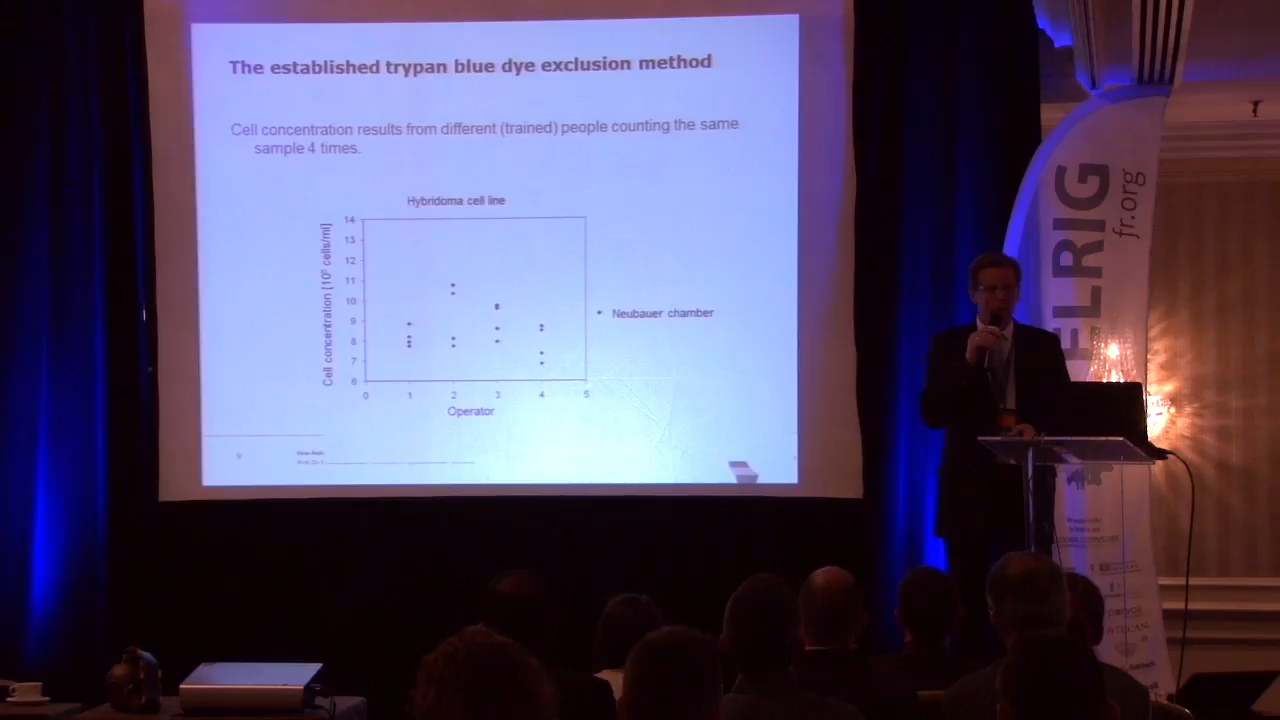 The established trypan blue dye exclusion method
Cell concentration results from different (trained) people counting the same
sample 4 times.
Hybridoma cell line
Cell concentration [10⁵ cells/ml]
14
13
12
11
10
9
8
7
6
0 1 2 3 4 5
Operator
Neubauer chamber
9
ELRIG
fr.org